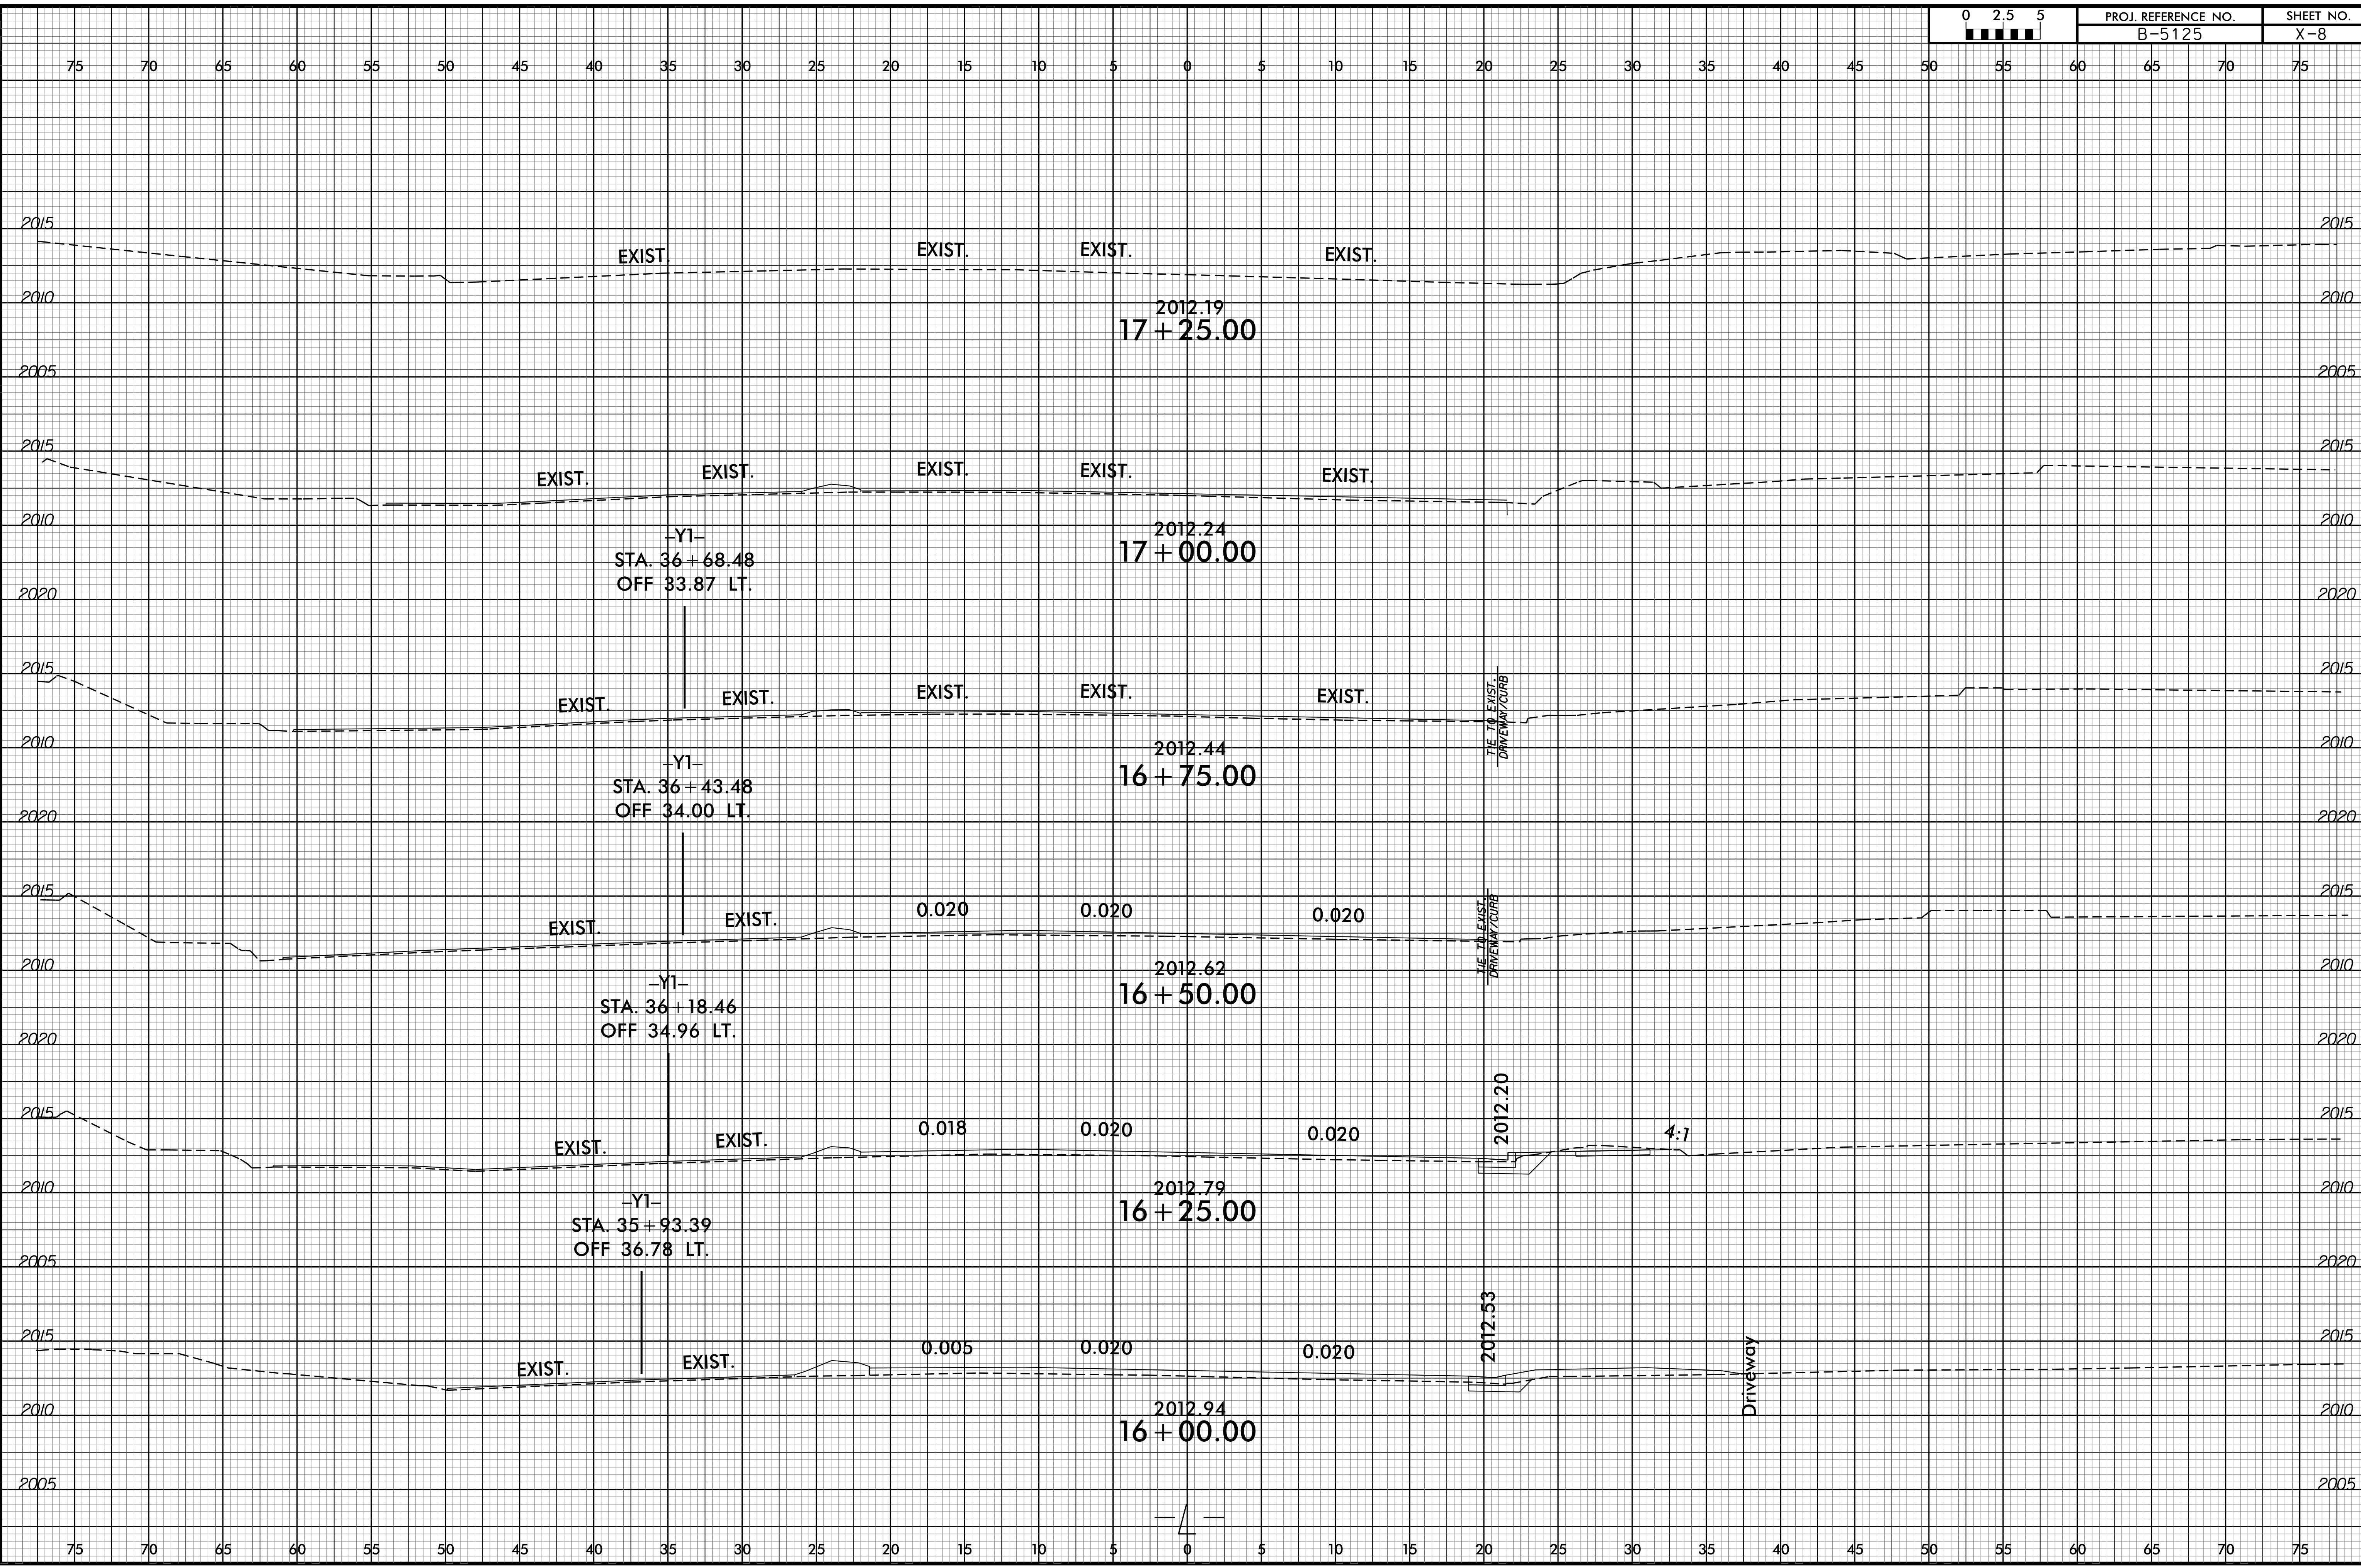 0 2.5 5
PROJ. REFERENCE NO. SHEET NO.
B-5125 X-8
75 70 65 60 55 50 45 40 35 30 25 20 15 10 5 0 5 10 15 20 25 30 35 40 45 50 55 60 65 70 75
2015 2015
EXIST. EXIST. EXIST. EXIST.
2010 2010
2012.19
17+25.00
2005 2005
2015 2015
EXIST. EXIST. EXIST. EXIST. EXIST.
2010 2010
2012.24
17+00.00
-Y1-
STA. 36+68.48
OFF 33.87 LT.
2020 2020
2015 2015
EXIST. EXIST. EXIST. EXIST. EXIST.
TIE TO EXIST.
DRIVEWAY/CURB
2010 2010
2012.44
16+75.00
-Y1-
STA. 36+43.48
OFF 34.00 LT.
2020 2020
2015 2015
EXIST. EXIST. 0.020 0.020 0.020
TIE TO EXIST.
DRIVEWAY/CURB
2010 2010
2012.62
16+50.00
-Y1-
STA. 36+18.46
OFF 34.96 LT.
2020 2020
2015 2015
EXIST. EXIST. 0.018 0.020 0.020 2012.20 4:1
2010 2010
2012.79
16+25.00
-Y1-
STA. 35+93.39
OFF 36.78 LT.
2005 2020
2015 2015
EXIST. EXIST. 0.005 0.020 0.020 2012.53 Driveway
2010 2010
2012.94
16+00.00
2005 2005
-L-
75 70 65 60 55 50 45 40 35 30 25 20 15 10 5 0 5 10 15 20 25 30 35 40 45 50 55 60 65 70 75